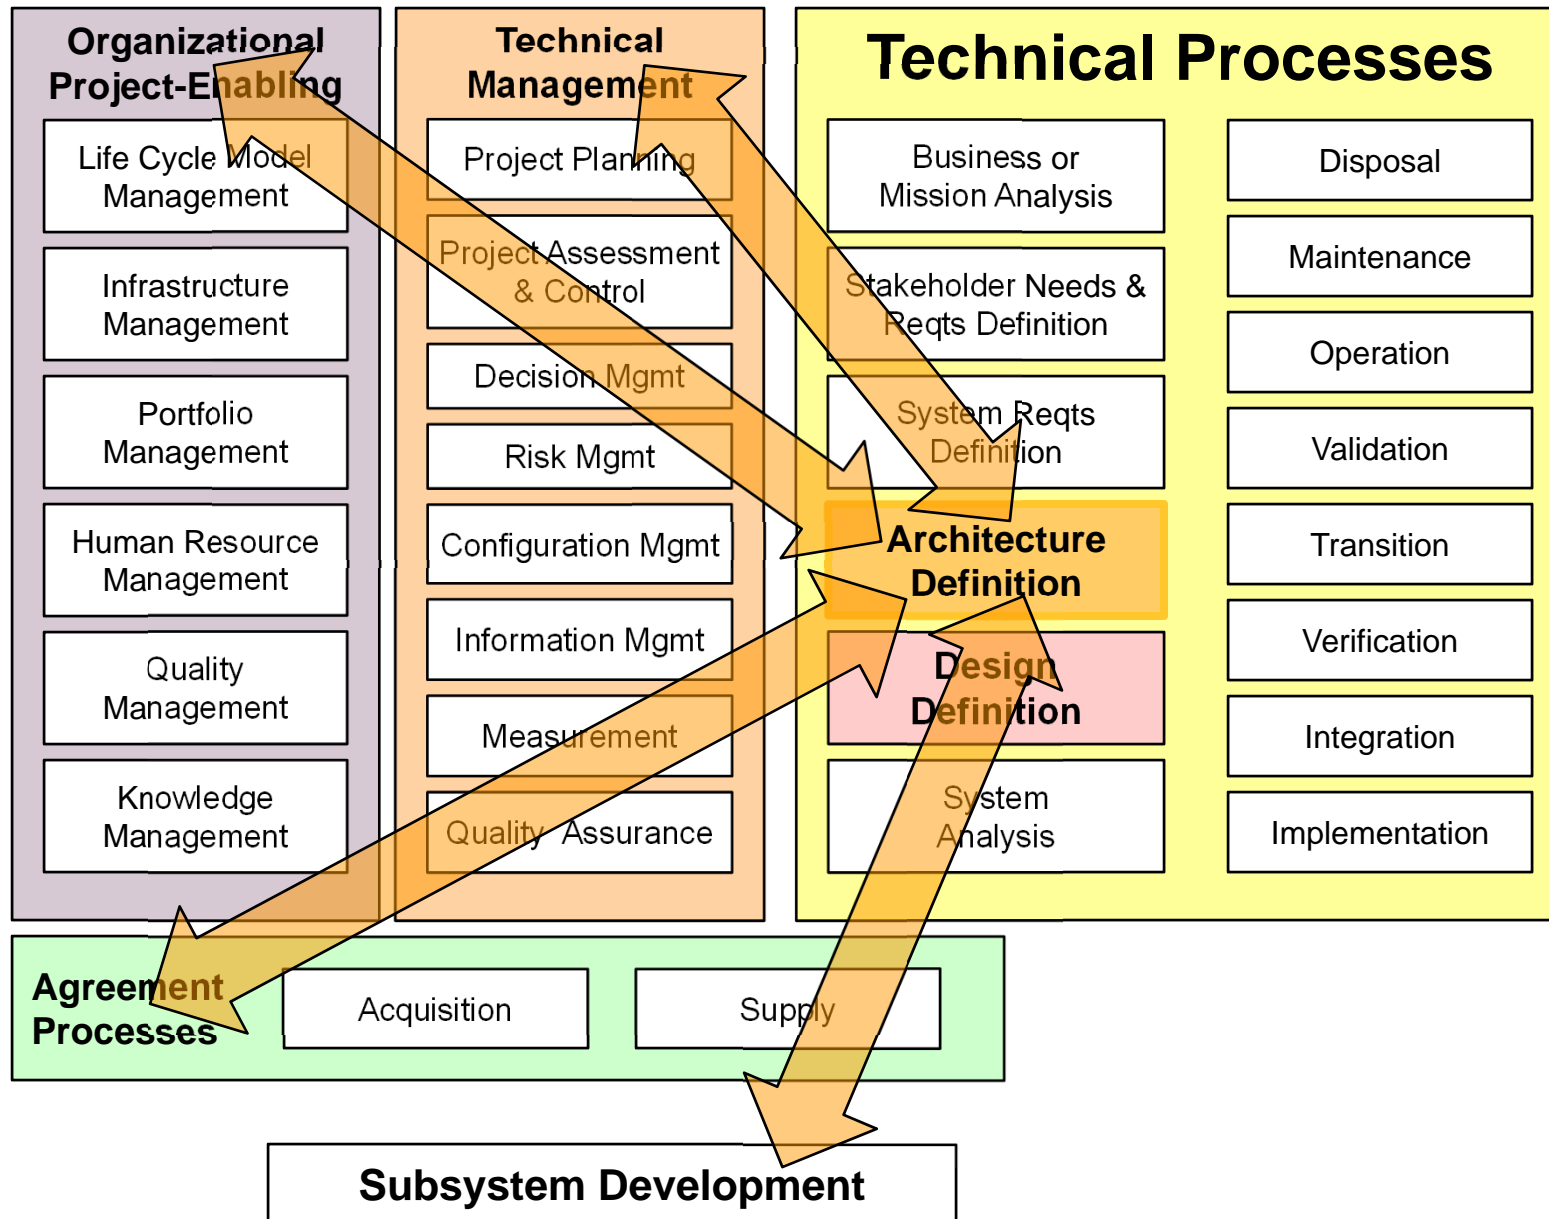 Organizational
Project-Enabling
Life Cycle Model
Management
Infrastructure
Management
Portfolio
Management
Human Resource
Management
Quality
Management
Knowledge
Management
Technical
Management
Project Planning
Project Assessment
& Control
Decision Mgmt
Risk Mgmt
Configuration Mgmt
Information Mgmt
Measurement
Quality Assurance
Technical Processes
Business or
Mission Analysis
Stakeholder Needs &
Reqts Definition
System Reqts
Definition
Architecture
Definition
Design
Definition
System
Analysis
Disposal
Maintenance
Operation
Validation
Transition
Verification
Integration
Implementation
Agreement
Processes
Acquisition
Supply
Subsystem Development